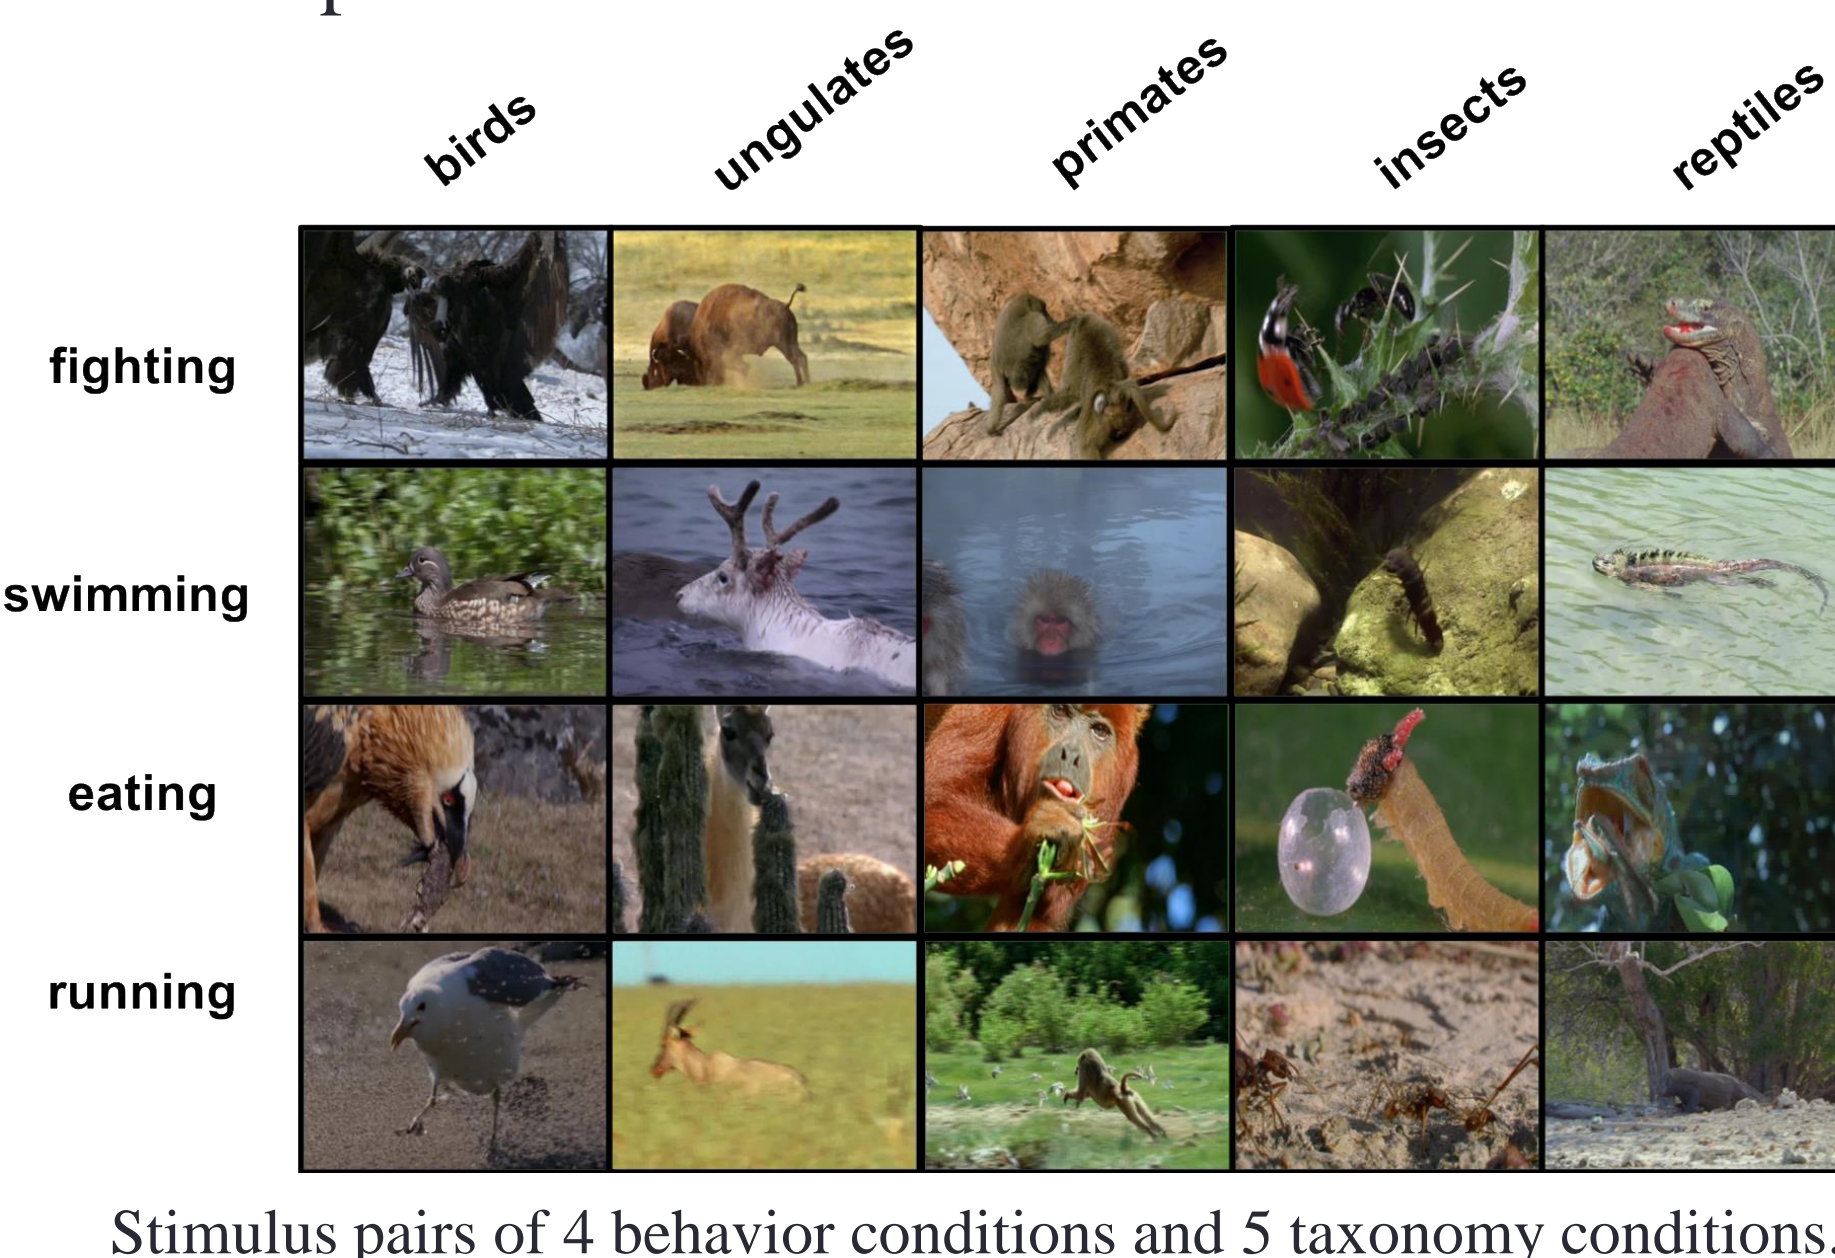 birds
ungulates
primates
insects
reptiles
fighting
swimming
eating
running
Stimulus pairs of 4 behavior conditions and 5 taxonomy conditions.